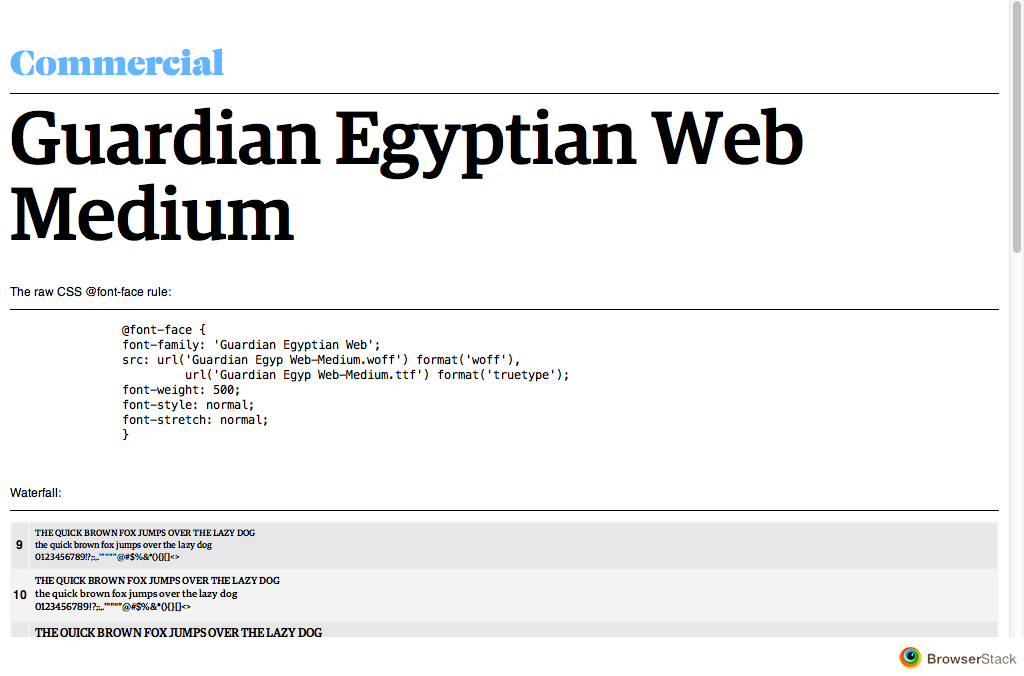 Commercial
Guardian Egyptian Web
Medium
The raw CSS @font-face rule:
@font-face {
font-family: 'Guardian Egyptian Web';
src: url('Guardian Egyp Web-Medium.woff') format('woff'),
url('Guardian Egyp Web-Medium.ttf') format('truetype');
font-weight: 500;
font-style: normal;
font-stretch: normal;
}
Waterfall:
9
THE QUICK BROWN FOX JUMPS OVER THE LAZY DOG
the quick brown fox jumps over the lazy dog
0123456789!?;:,.'"‘’“”@#$%&*(){}[]<>
10
THE QUICK BROWN FOX JUMPS OVER THE LAZY DOG
the quick brown fox jumps over the lazy dog
0123456789!?;:,.'"‘’“”@#$%&*(){}[]<>
THE QUICK BROWN FOX JUMPS OVER THE LAZY DOG
BrowserStack